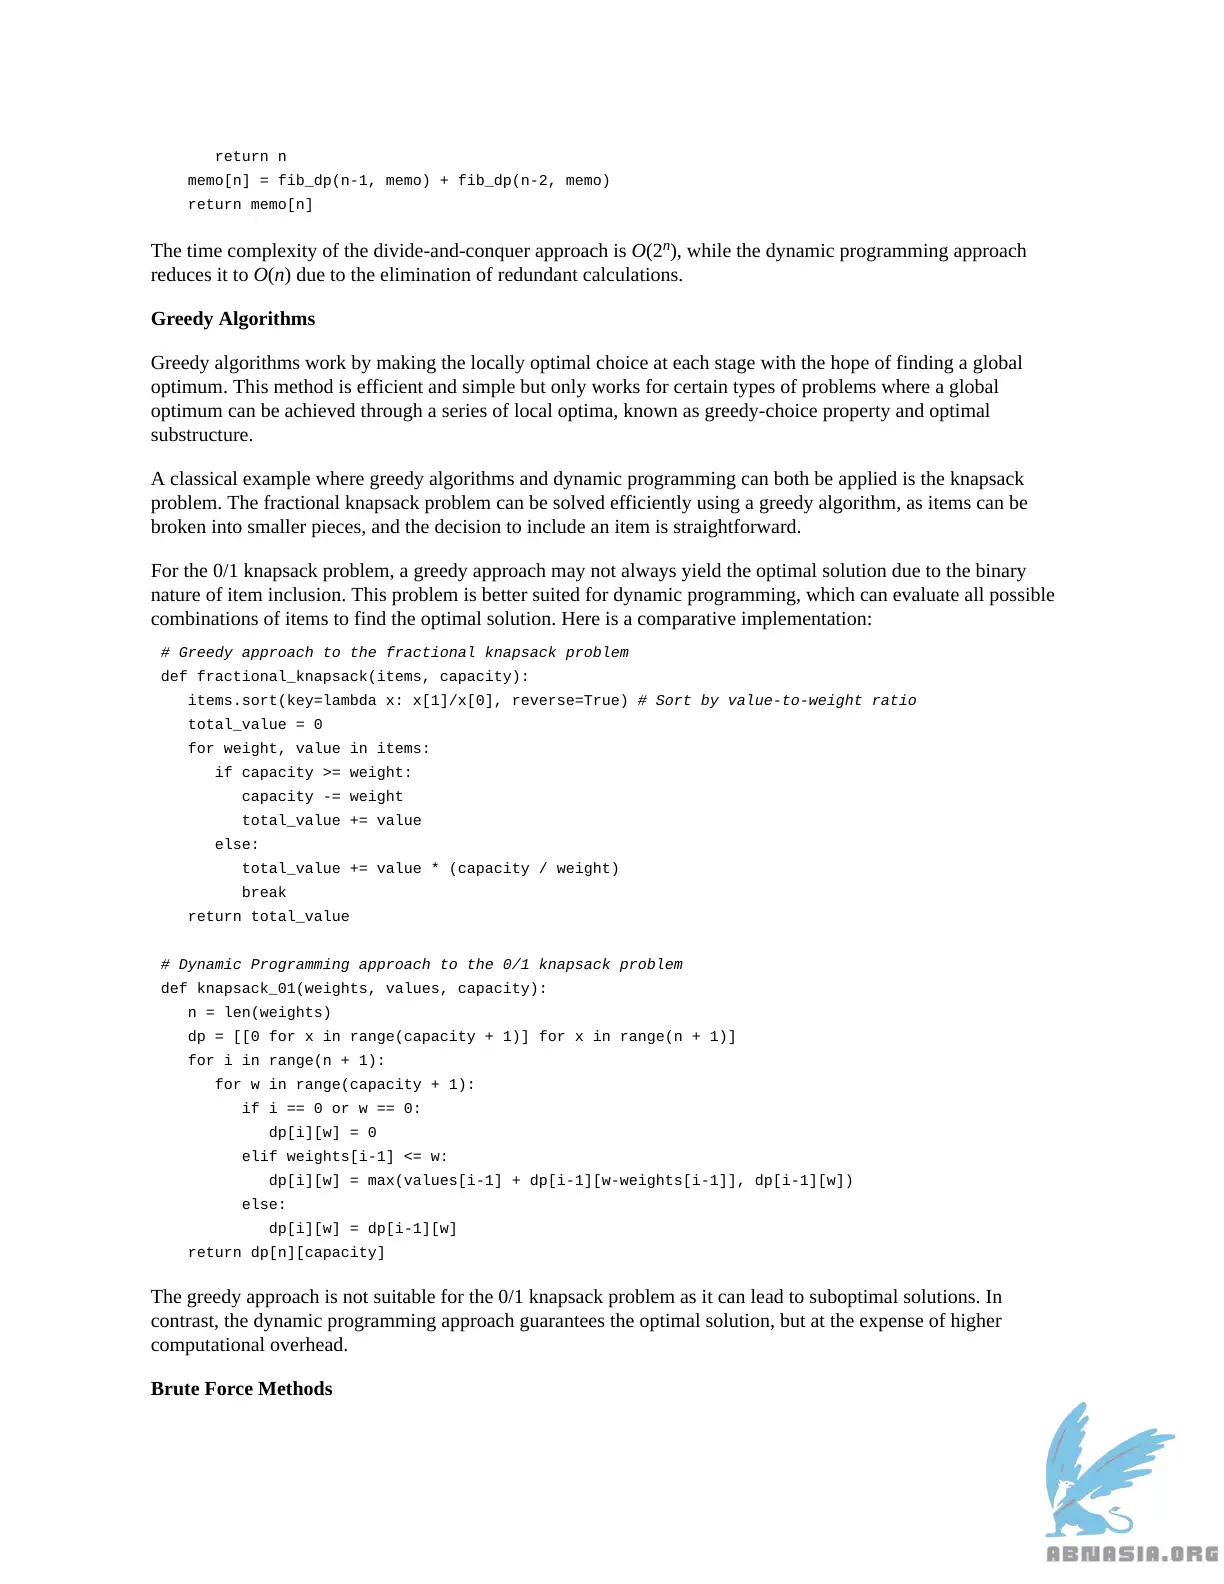 return n
memo[n] = fib_dp(n-1, memo) + fib_dp(n-2, memo)
return memo[n]
The time complexity of the divide-and-conquer approach is O(2ⁿ), while the dynamic programming approach
reduces it to O(n) due to the elimination of redundant calculations.
Greedy Algorithms
Greedy algorithms work by making the locally optimal choice at each stage with the hope of finding a global
optimum. This method is efficient and simple but only works for certain types of problems where a global
optimum can be achieved through a series of local optima, known as greedy-choice property and optimal
substructure.
A classical example where greedy algorithms and dynamic programming can both be applied is the knapsack
problem. The fractional knapsack problem can be solved efficiently using a greedy algorithm, as items can be
broken into smaller pieces, and the decision to include an item is straightforward.
For the 0/1 knapsack problem, a greedy approach may not always yield the optimal solution due to the binary
nature of item inclusion. This problem is better suited for dynamic programming, which can evaluate all possible
combinations of items to find the optimal solution. Here is a comparative implementation:
# Greedy approach to the fractional knapsack problem
def fractional_knapsack(items, capacity):
items.sort(key=lambda x: x[1]/x[0], reverse=True) # Sort by value-to-weight ratio
total_value = 0
for weight, value in items:
if capacity >= weight:
capacity -= weight
total_value += value
else:
total_value += value * (capacity / weight)
break
return total_value
# Dynamic Programming approach to the 0/1 knapsack problem
def knapsack_01(weights, values, capacity):
n = len(weights)
dp = [[0 for x in range(capacity + 1)] for x in range(n + 1)]
for i in range(n + 1):
for w in range(capacity + 1):
if i == 0 or w == 0:
dp[i][w] = 0
elif weights[i-1] <= w:
dp[i][w] = max(values[i-1] + dp[i-1][w-weights[i-1]], dp[i-1][w])
else:
dp[i][w] = dp[i-1][w]
return dp[n][capacity]
The greedy approach is not suitable for the 0/1 knapsack problem as it can lead to suboptimal solutions. In
contrast, the dynamic programming approach guarantees the optimal solution, but at the expense of higher
computational overhead.
Brute Force Methods
ABNASIA.ORG